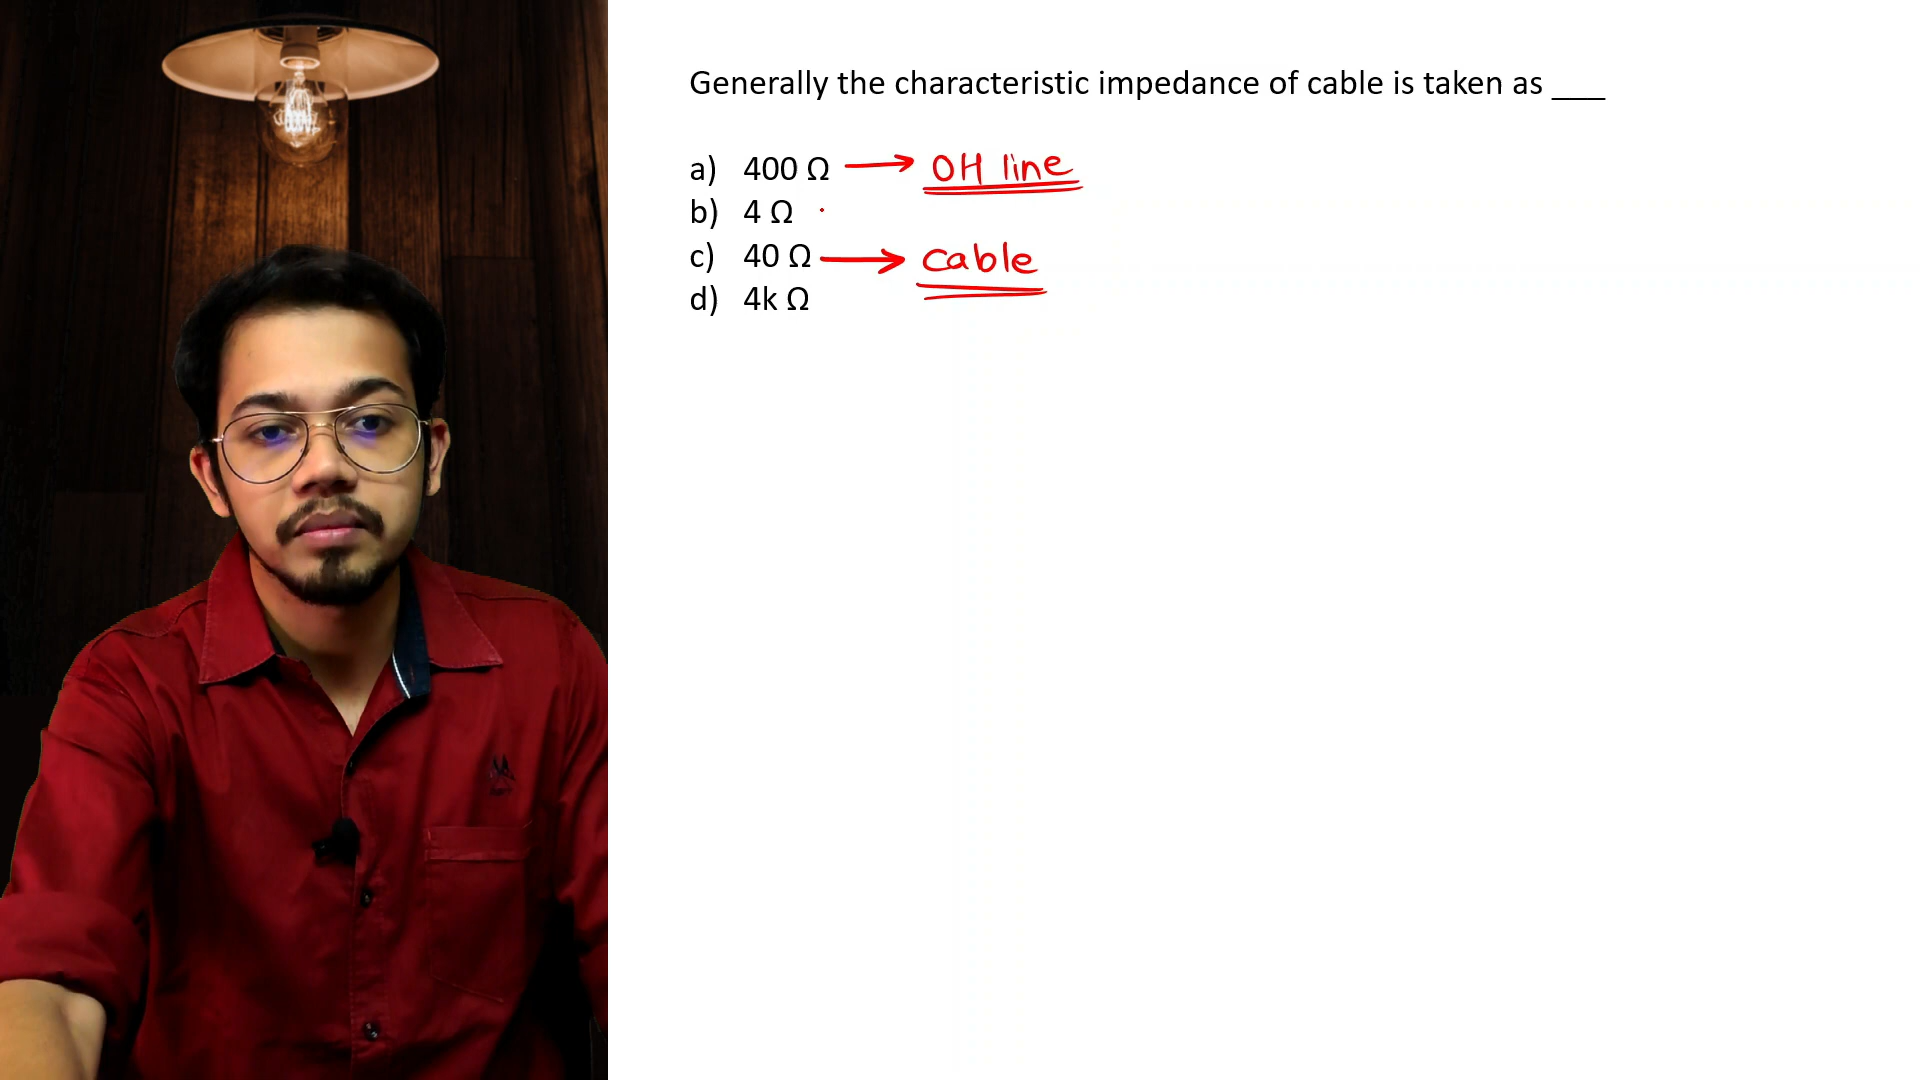 Generally the characteristic impedance of cable is taken as ___
a) 400 Ω → OH line
b) 4 Ω
c) 40 Ω → Cable
d) 4k Ω